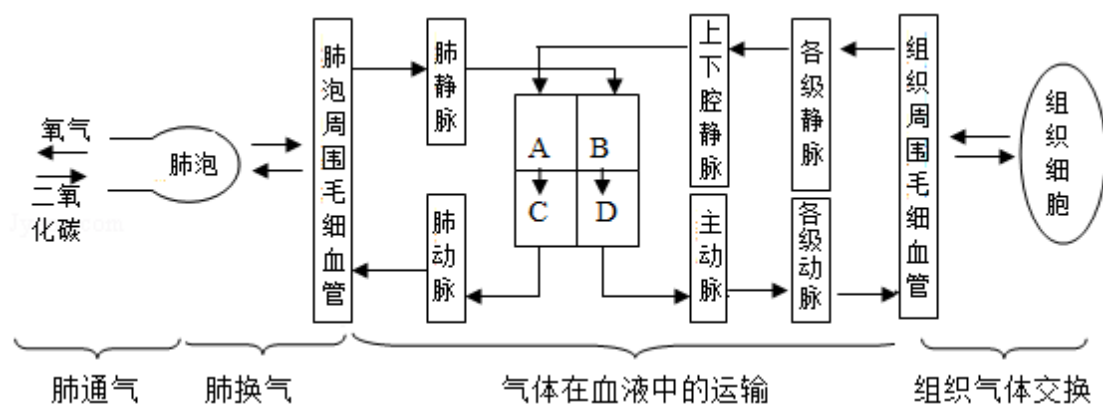 氧气
二氧
化碳
肺泡
肺泡周围毛细血管
肺静脉
肺动脉
A B
C D
上下腔静脉
主动脉
各级静脉
各级动脉
组织周围毛细血管
组织细胞
肺通气 肺换气 气体在血液中的运输 组织气体交换